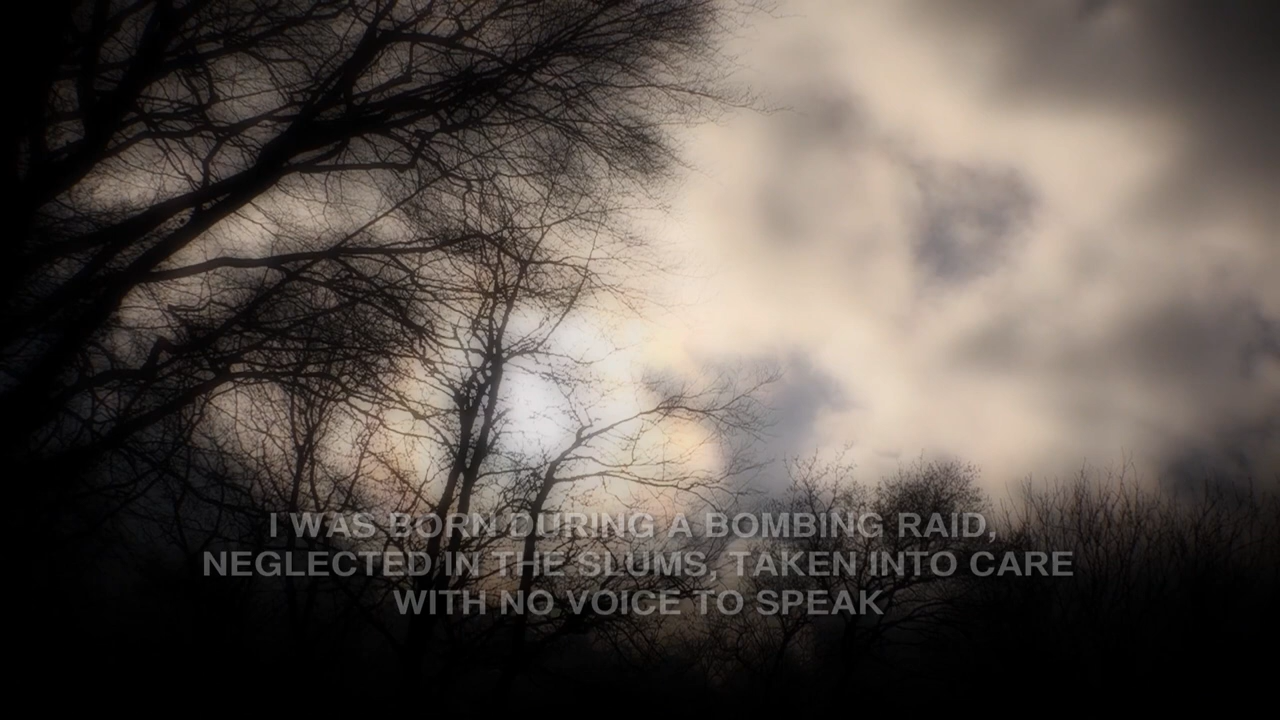 I WAS BORN DURING A BOMBING RAID,
NEGLECTED IN THE SLUMS, TAKEN INTO CARE
WITH NO VOICE TO SPEAK